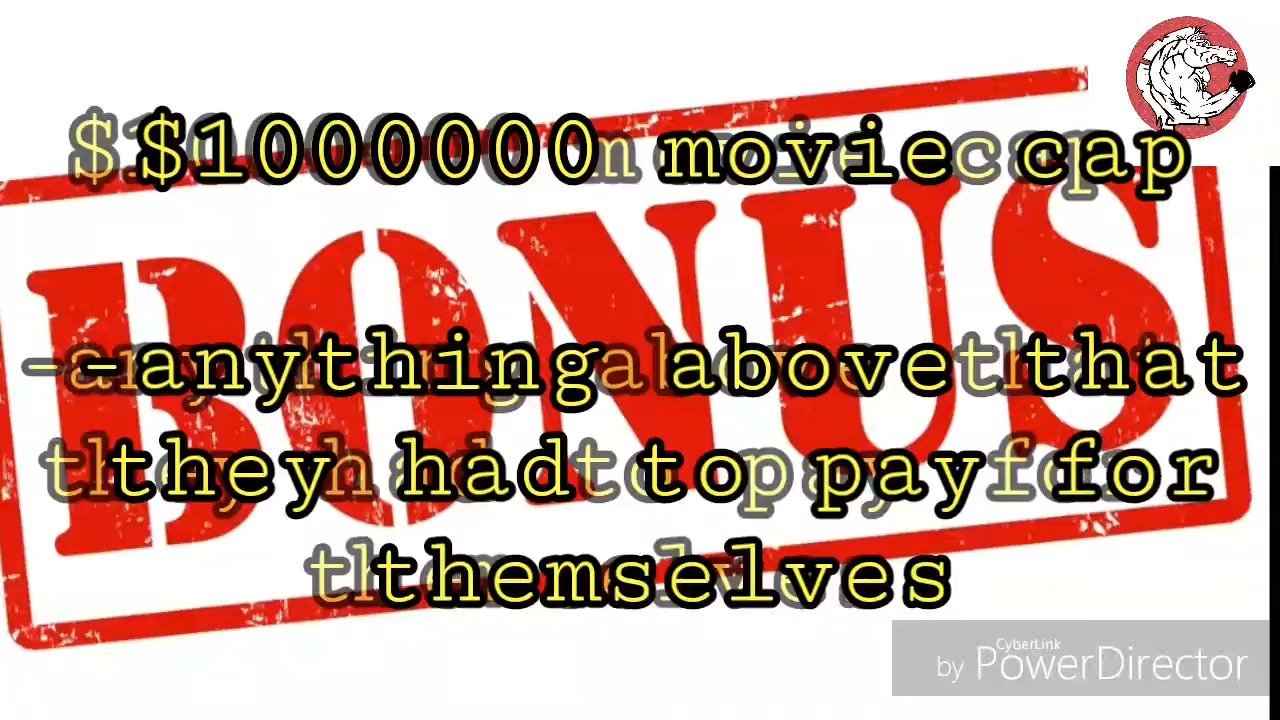 $1000000 movie cap
BONUS
-anything above that
they had to pay for
themselves
CyberLink
by PowerDirector